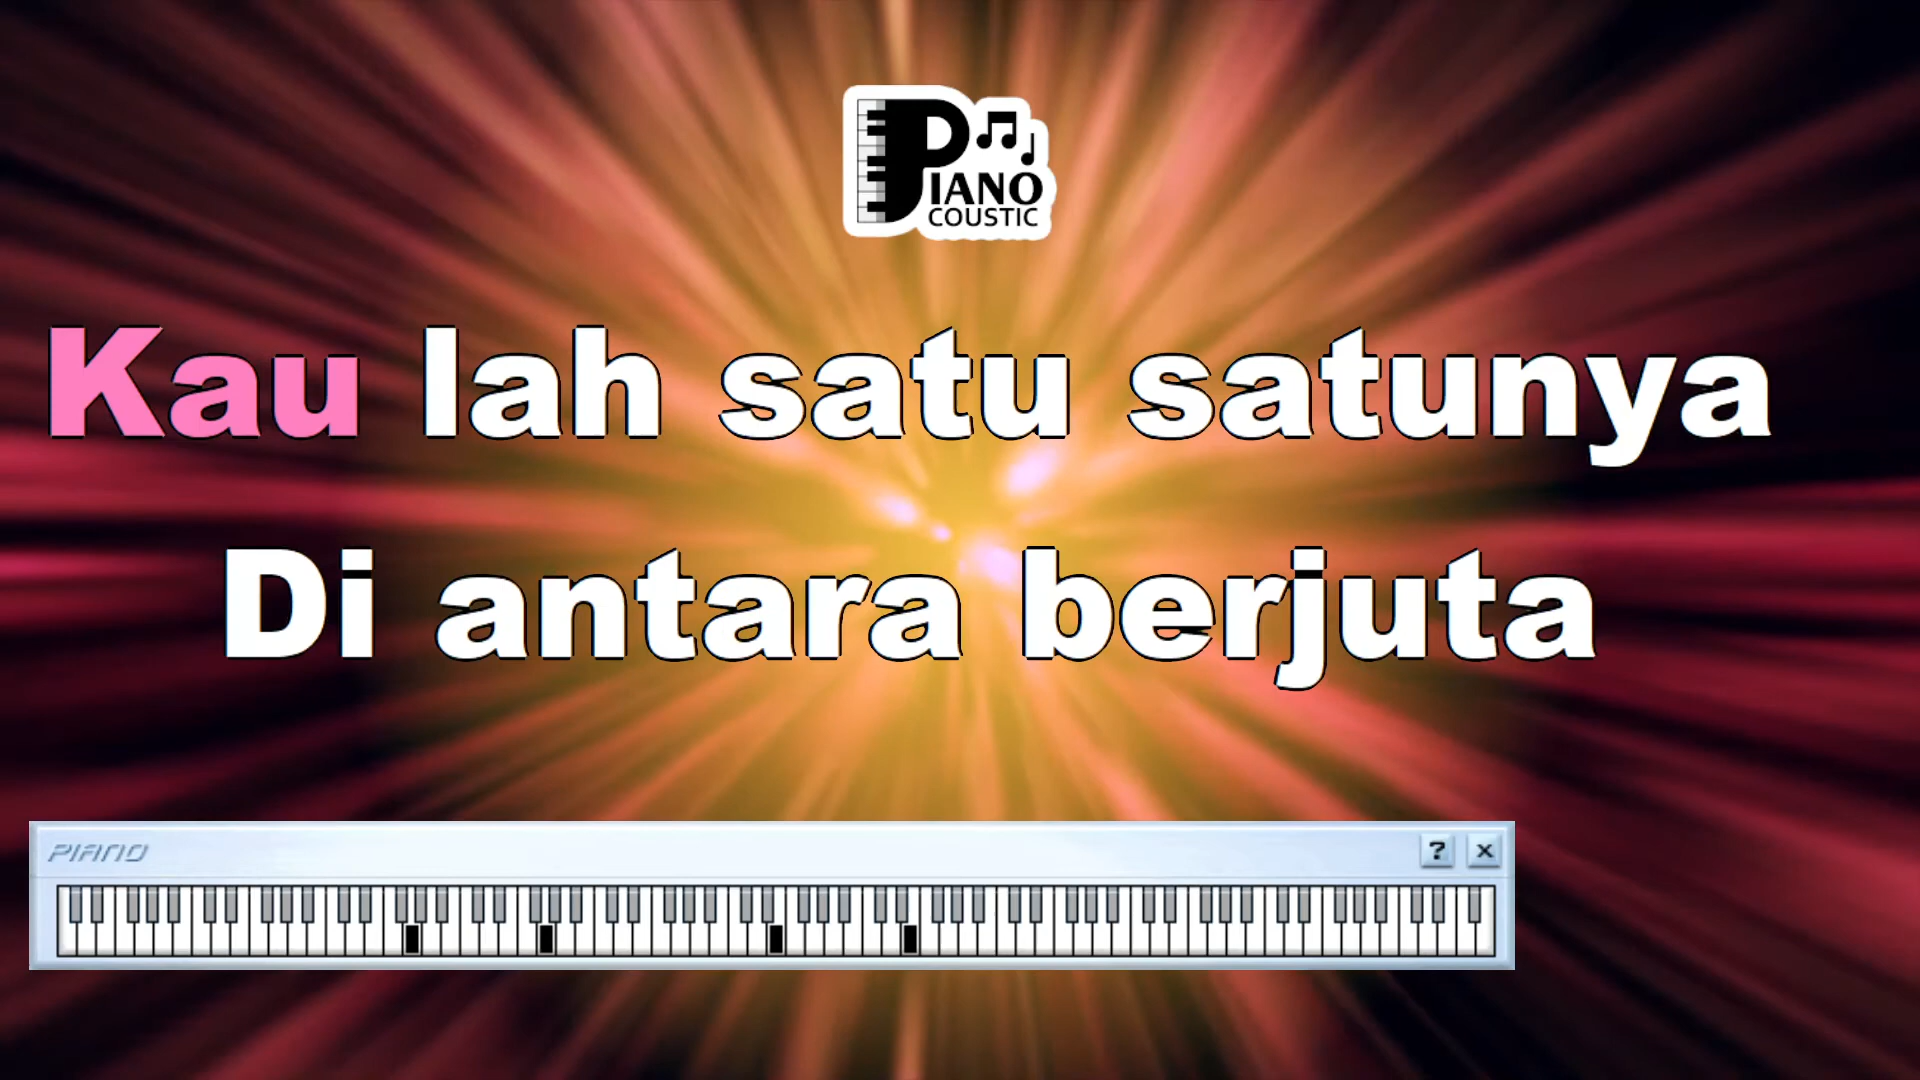 PIANO
COUSTIC
Kau lah satu satunya
Di antara berjuta
PIANO
?
x